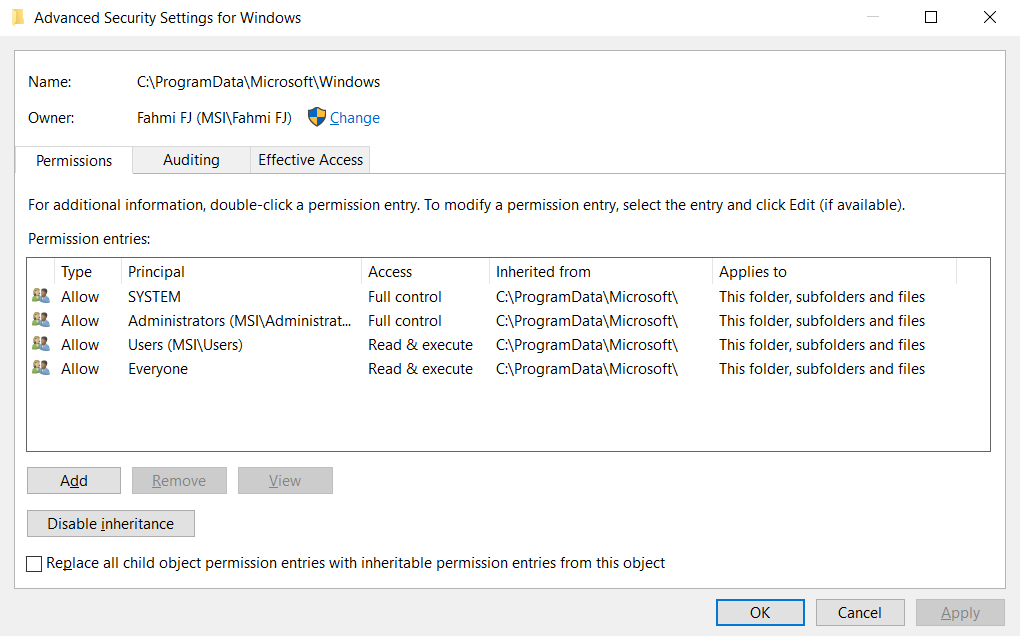 Advanced Security Settings for Windows
Name: C:\ProgramData\Microsoft\Windows
Owner: Fahmi FJ (MSI\Fahmi FJ) Change
Permissions Auditing Effective Access
For additional information, double-click a permission entry. To modify a permission entry, select the entry and click Edit (if available).
Permission entries:
Type Principal Access Inherited from Applies to
Allow SYSTEM Full control C:\ProgramData\Microsoft\ This folder, subfolders and files
Allow Administrators (MSI\Administrat... Full control C:\ProgramData\Microsoft\ This folder, subfolders and files
Allow Users (MSI\Users) Read & execute C:\ProgramData\Microsoft\ This folder, subfolders and files
Allow Everyone Read & execute C:\ProgramData\Microsoft\ This folder, subfolders and files
Add Remove View
Disable inheritance
Replace all child object permission entries with inheritable permission entries from this object
OK Cancel Apply